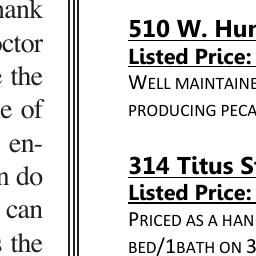 hank
octor
e the
e of
en-
n do
can
s the
510 W. Hun
Listed Price:
WELL MAINTAINE
PRODUCING PECA
314 Titus S
Listed Price:
PRICED AS A HAN
BED/1BATH ON 3